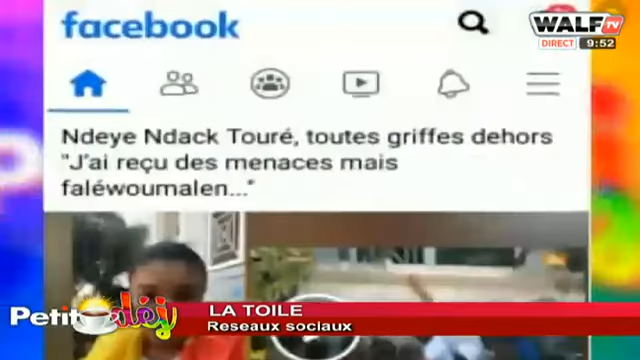 facebook
WALF TV
DIRECT 9:52
Ndeye Ndack Touré, toutes griffes dehors
"J'ai reçu des menaces mais
faléwoumalen..."
Petit déj
LA TOILE
Reseaux sociaux